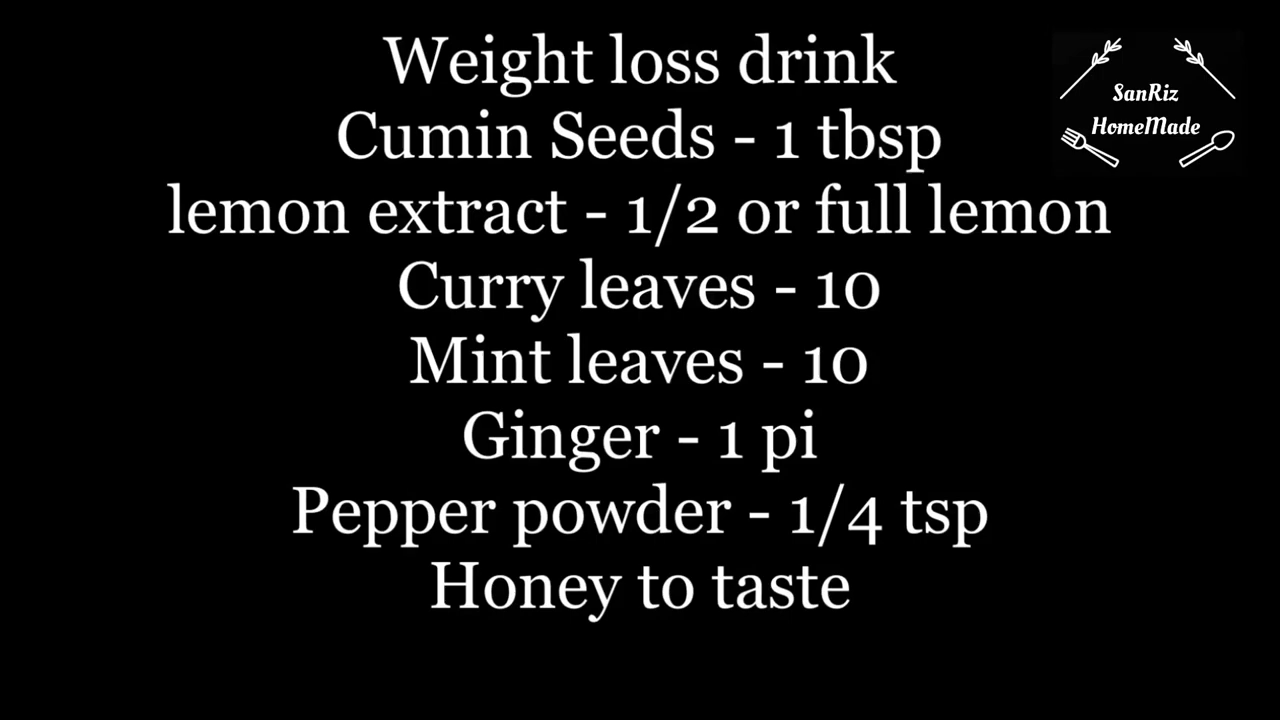 Weight loss drink
Cumin Seeds - 1 tbsp
lemon extract - 1/2 or full lemon
Curry leaves - 10
Mint leaves - 10
Ginger - 1 pi
Pepper powder - 1/4 tsp
Honey to taste
SanRiz
HomeMade